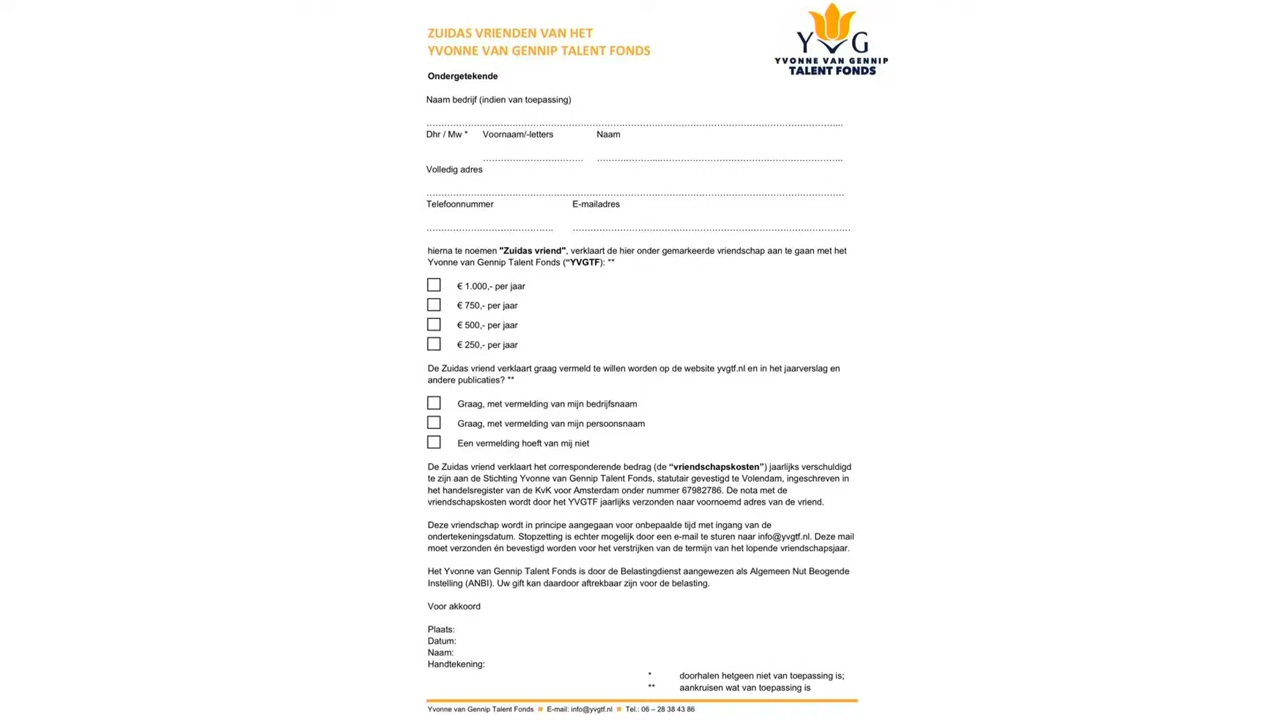 ZUIDAS VRIENDEN VAN HET
YVONNE VAN GENNIP TALENT FONDS
YVG
YVONNE VAN GENNIP
TALENT FONDS
Ondergetekende
Naam bedrijf (indien van toepassing)
Dhr / Mw * Voornaam/-letters Naam
Volledig adres
Telefoonnummer E-mailadres
hierna te noemen "Zuidas vriend", verklaart de hier onder gemarkeerde vriendschap aan te gaan met het
Yvonne van Gennip Talent Fonds (“YVGTF): **
€ 1.000,- per jaar
€ 750,- per jaar
€ 500,- per jaar
€ 250,- per jaar
De Zuidas vriend verklaart graag vermeld te willen worden op de website yvgtf.nl en in het jaarverslag en
andere publicaties? **
Graag, met vermelding van mijn bedrijfsnaam
Graag, met vermelding van mijn persoonsnaam
Een vermelding hoeft van mij niet
De Zuidas vriend verklaart het corresponderende bedrag (de “vriendschapskosten”) jaarlijks verschuldigd
te zijn aan de Stichting Yvonne van Gennip Talent Fonds, statutair gevestigd te Volendam, ingeschreven in
het handelsregister van de KvK voor Amsterdam onder nummer 67982786. De nota met de
vriendschapskosten wordt door het YVGTF jaarlijks verzonden naar voornoemd adres van de vriend.
Deze vriendschap wordt in principe aangegaan voor onbepaalde tijd met ingang van de
ondertekeningsdatum. Stopzetting is echter mogelijk door een e-mail te sturen naar info@yvgtf.nl. Deze mail
moet verzonden én bevestigd worden voor het verstrijken van de termijn van het lopende vriendschapsjaar.
Het Yvonne van Gennip Talent Fonds is door de Belastingdienst aangewezen als Algemeen Nut Beogende
Instelling (ANBI). Uw gift kan daardoor aftrekbaar zijn voor de belasting.
Voor akkoord
Plaats:
Datum:
Naam:
Handtekening:
* doorhalen hetgeen niet van toepassing is;
** aankruisen wat van toepassing is
Yvonne van Gennip Talent Fonds ■ E-mail: info@yvgtf.nl ■ Tel.: 06 – 28 38 43 86